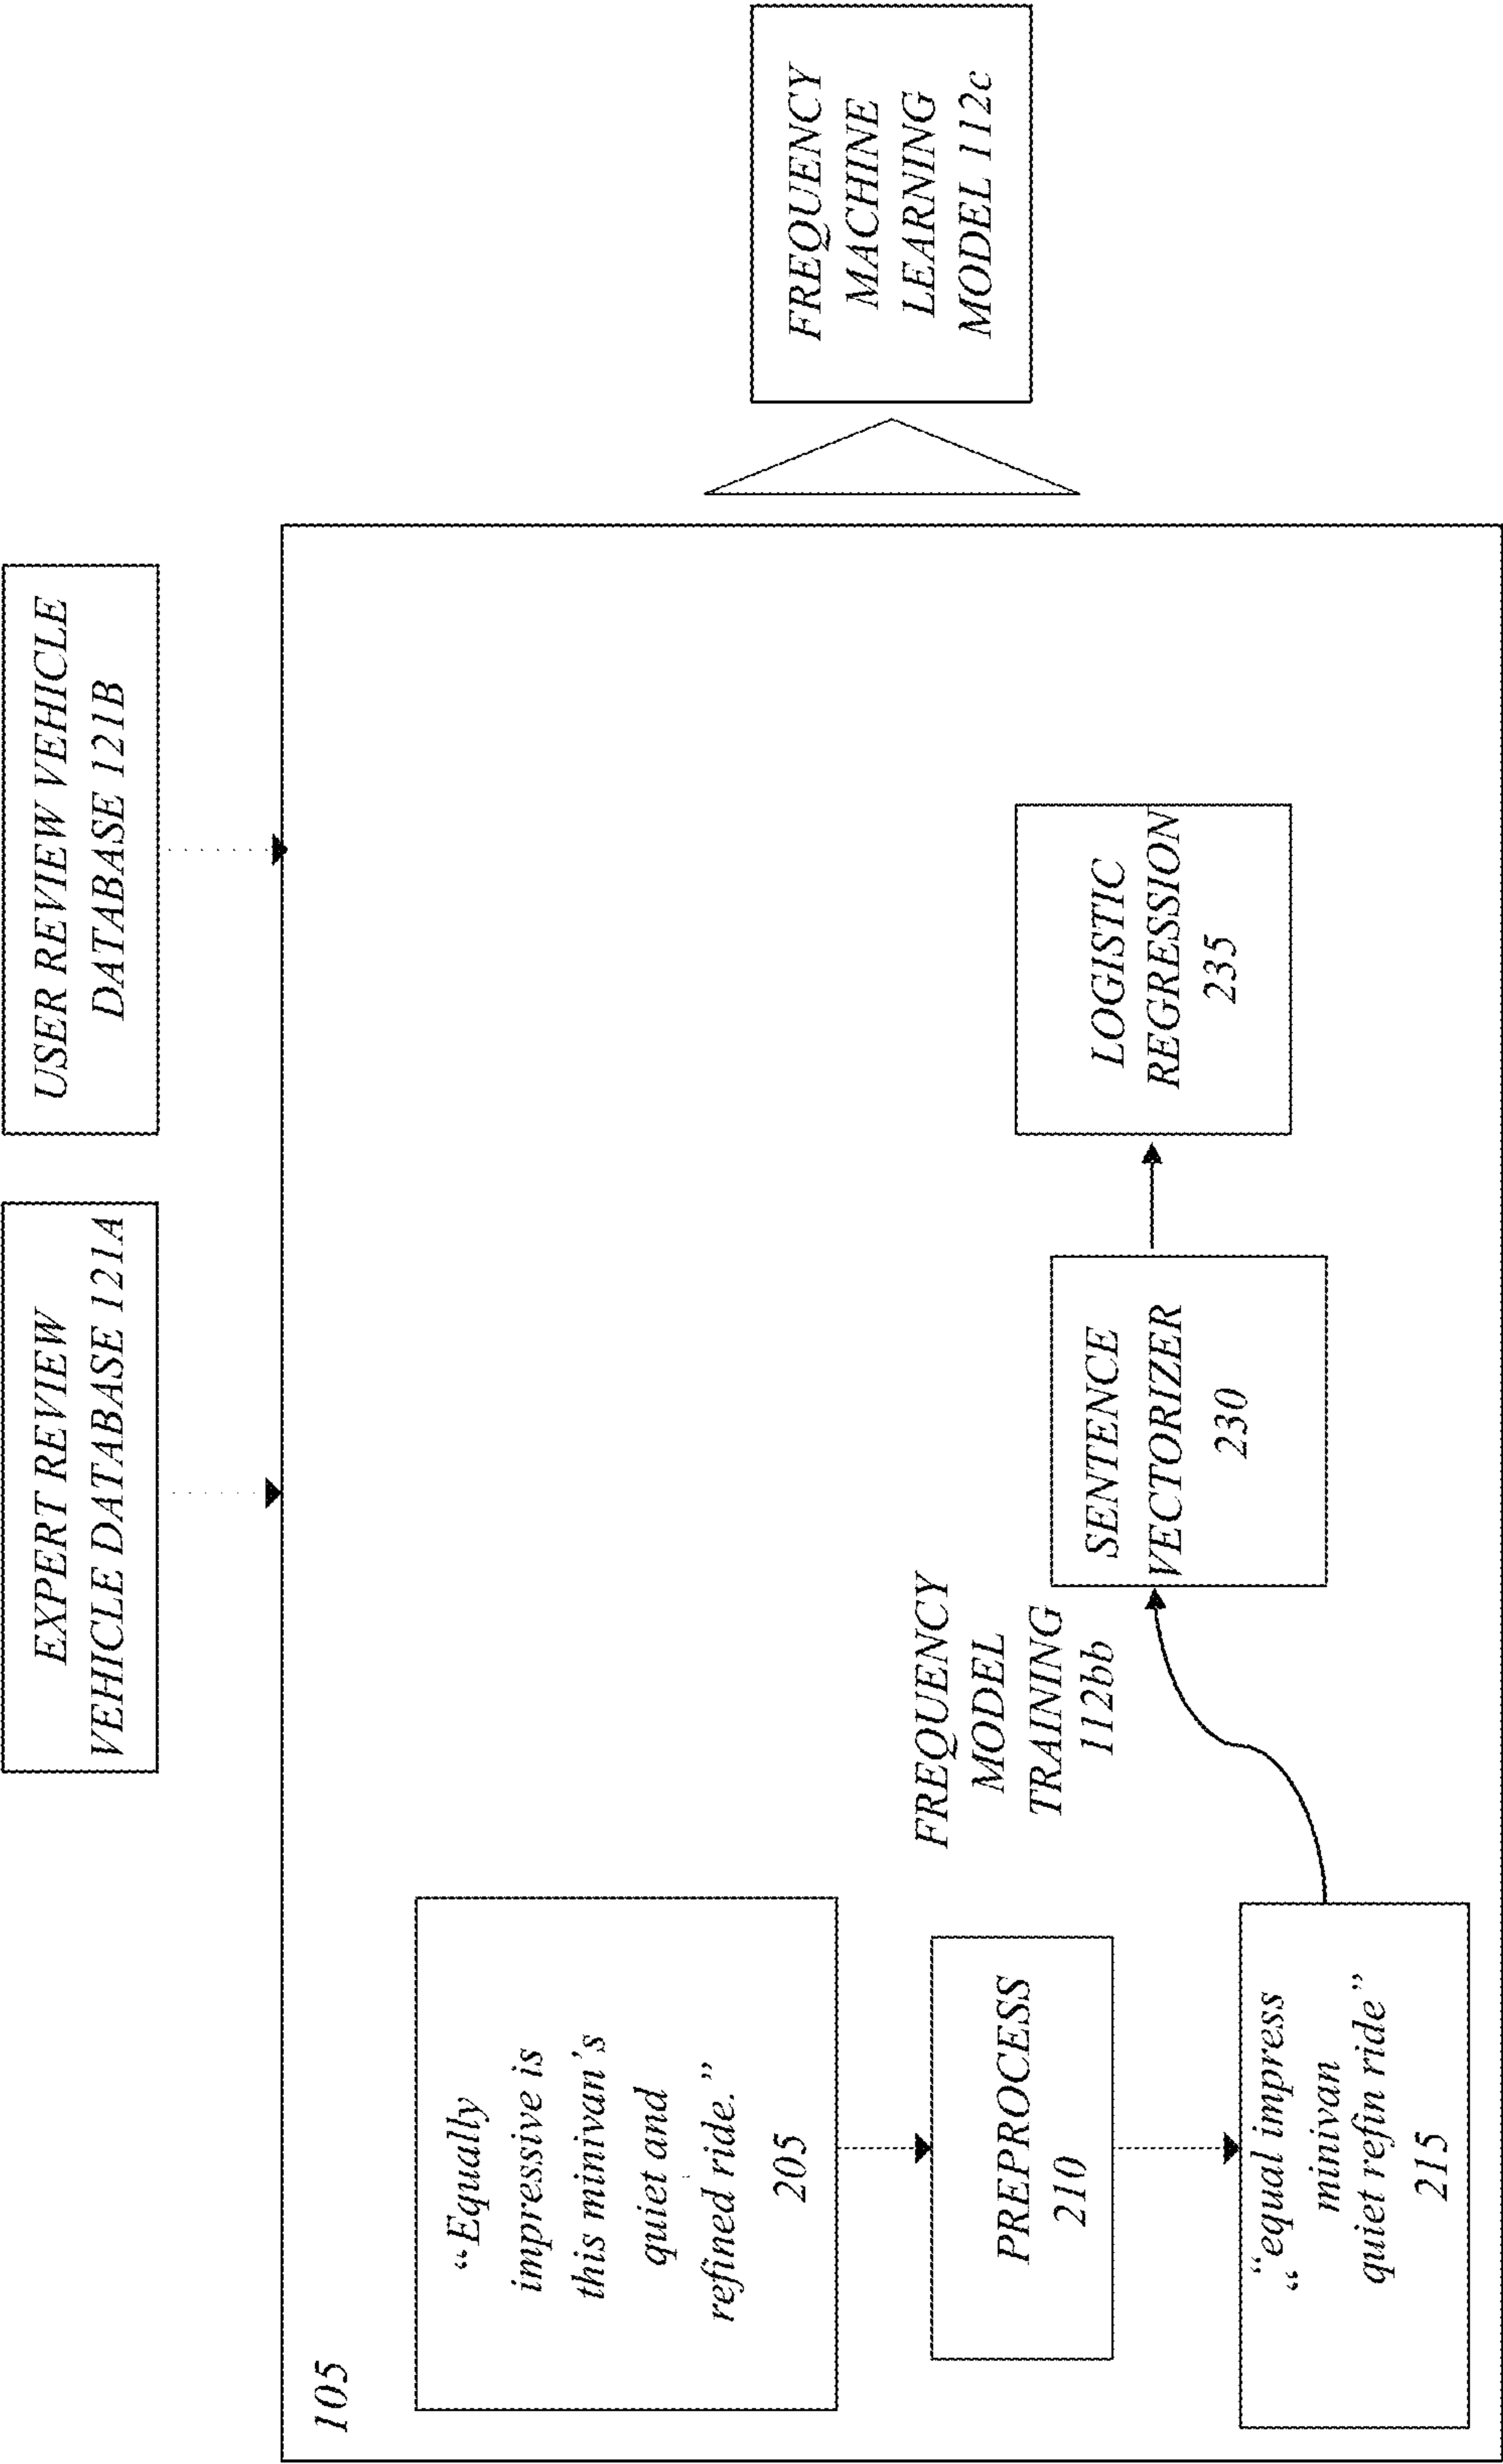 EXPERT REVIEW
VEHICLE DATABASE 121A
USER REVIEW VEHICLE
DATABASE 121B
105
“Equally
impressive is
this minivan’s
quiet and
refined ride.”
205
PREPROCESS
210
“equal impress
“
minivan
quiet refin ride”
215
FREQUENCY
MODEL
TRAINING
112bb
SENTENCE
VECTORIZER
230
LOGISTIC
REGRESSION
235
FREQUENCY
MACHINE
LEARNING
MODEL 112c